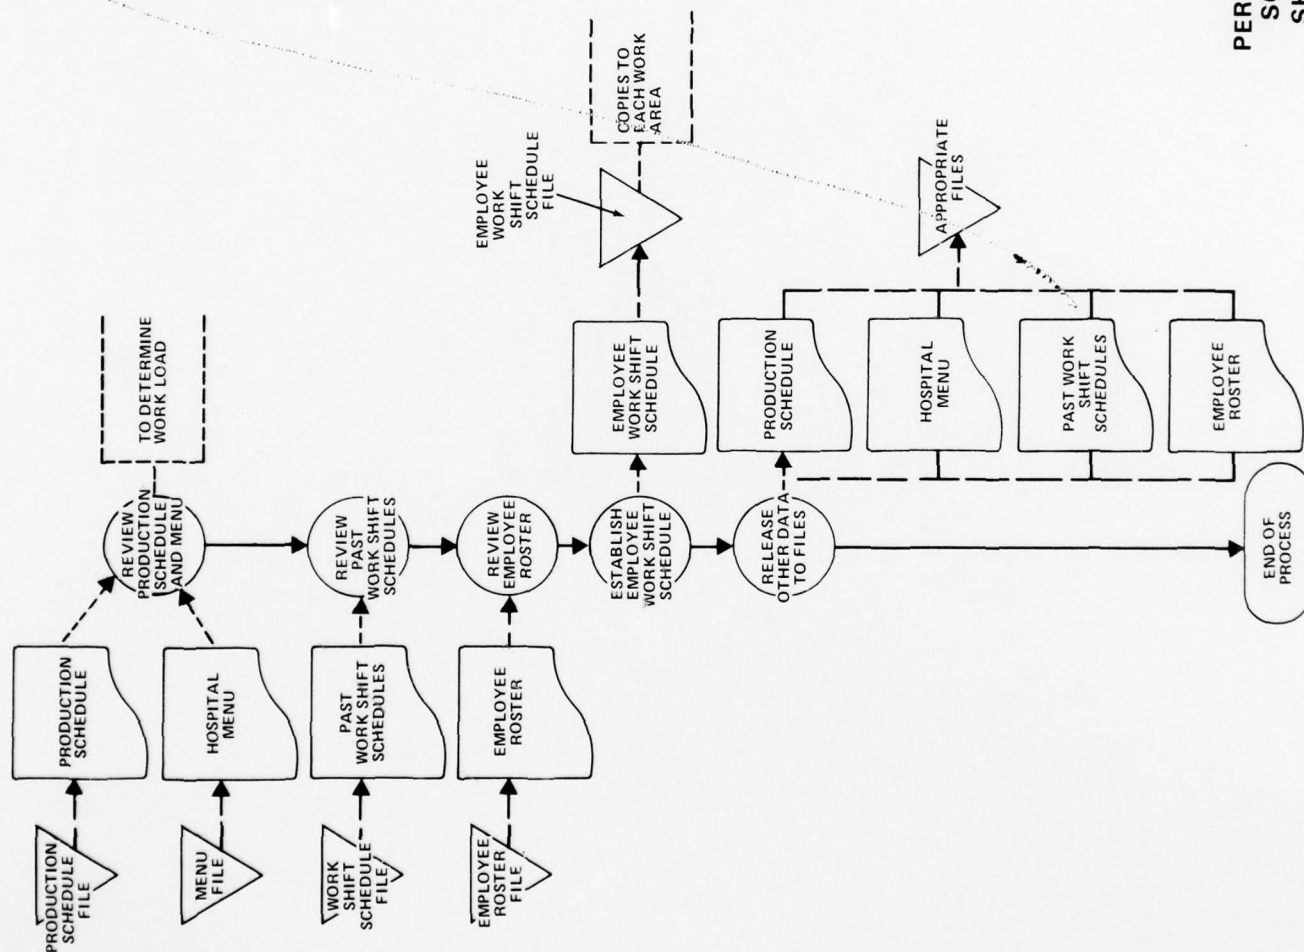 PRODUCTION
SCHEDULE
FILE
PRODUCTION
SCHEDULE
REVIEW
PRODUCTION
SCHEDULE
AND MENU
TO DETERMINE
WORK LOAD
MENU
FILE
HOSPITAL
MENU
WORK
SHIFT
SCHEDULE
FILE
PAST
WORK SHIFT
SCHEDULES
REVIEW
PAST
WORK SHIFT
SCHEDULES
EMPLOYEE
ROSTER
FILE
EMPLOYEE
ROSTER
REVIEW
EMPLOYEE
ROSTER
ESTABLISH
EMPLOYEE
WORK SHIFT
SCHEDULE
EMPLOYEE
WORK SHIFT
SCHEDULE
EMPLOYEE
WORK
SHIFT
SCHEDULE
FILE
COPIES TO
EACH WORK
AREA
RELEASE
OTHER DATA
TO FILES
PRODUCTION
SCHEDULE
HOSPITAL
MENU
PAST WORK
SHIFT
SCHEDULES
EMPLOYEE
ROSTER
APPROPRIATE
FILES
END OF
PROCESS